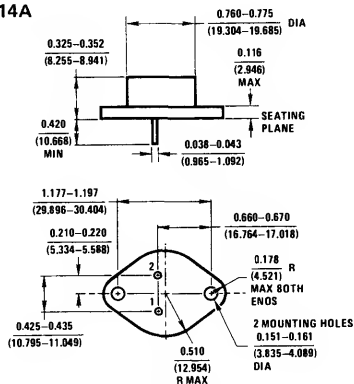 14A
0.760–0.775 DIA
(19.304–19.685)
0.325–0.352
(8.255–8.941)
0.116
(2.946)
MAX
SEATING
PLANE
0.420
(10.668)
MIN
0.038–0.043
(0.965–1.092)
1.177–1.197
(29.896–30.404)
0.660–0.670
(16.764–17.018)
0.210–0.220
(5.334–5.588)
0.178 R
(4.521)
MAX BOTH
ENOS
2
1
0.425–0.435
(10.795–11.049)
2 MOUNTING HOLES
0.151–0.161
(3.835–4.089)
DIA
0.510
(12.954)
R MAX